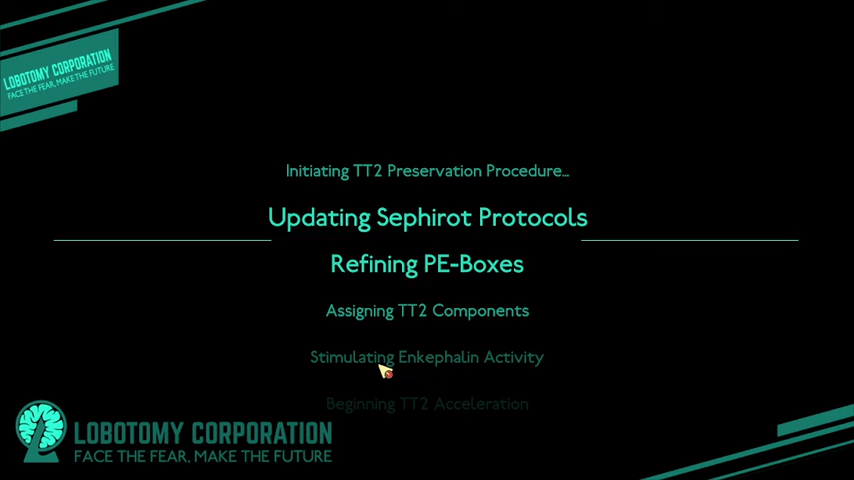 LOBOTOMY CORPORATION
FACE THE FEAR, MAKE THE FUTURE
Initiating TT2 Preservation Procedure...
Updating Sephirot Protocols
Refining PE-Boxes
Assigning TT2 Components
Stimulating Enkephalin Activity
Beginning TT2 Acceleration
LOBOTOMY CORPORATION
FACE THE FEAR, MAKE THE FUTURE